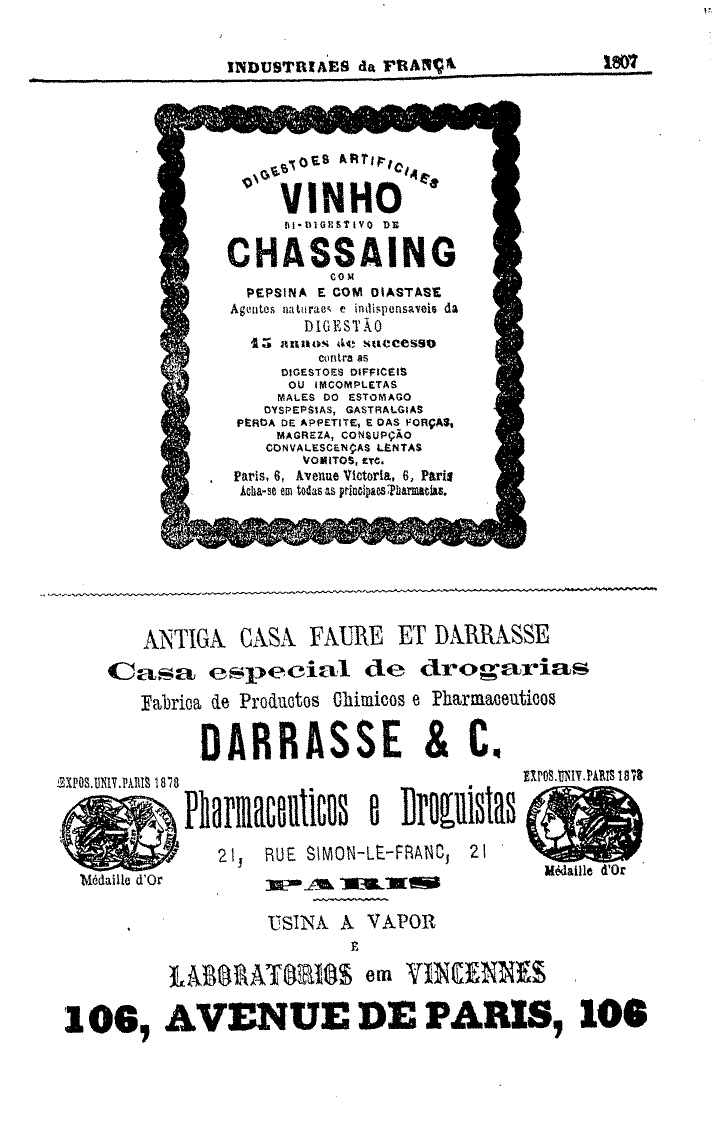 INDUSTRIAES da FRANÇA 1807
DIGESTÕES ARTIFICIAES
VINHO
BI-DIGESTIVO DE
CHASSAING
COM
PEPSINA E COM DIASTASE
Agentes naturaes e indispensaveis da
DIGESTÃO
15 annos de successo
contra as
DIGESTOES DIFFICEIS
OU IMCOMPLETAS
MALES DO ESTOMAGO
DYSPEPSIAS, GASTRALGIAS
PERDA DE APPETITE, E DAS FORÇAS,
MAGREZA, CONSUPÇÃO
CONVALESCENÇAS LENTAS
VOMITOS, ETC.
Paris, 6, Avenue Victoria, 6, Paris
Acha-se em todas as principaes Pharmacias.
ANTIGA CASA FAURE ET DARRASSE
Casa especial de drogarias
Fabrica de Productos Chimicos e Pharmaceuticos
DARRASSE & C.
EXPOS. UNIV. PARIS 1878
EXPOS. UNIV. PARIS 1878
Pharmaceuticos e Droguistas
21, RUE SIMON-LE-FRANC, 21
Médaille d'Or
Médaille d'Or
PARIS
USINA A VAPOR
E
LABORATORIOS em VINCENNES
106, AVENUE DE PARIS, 106